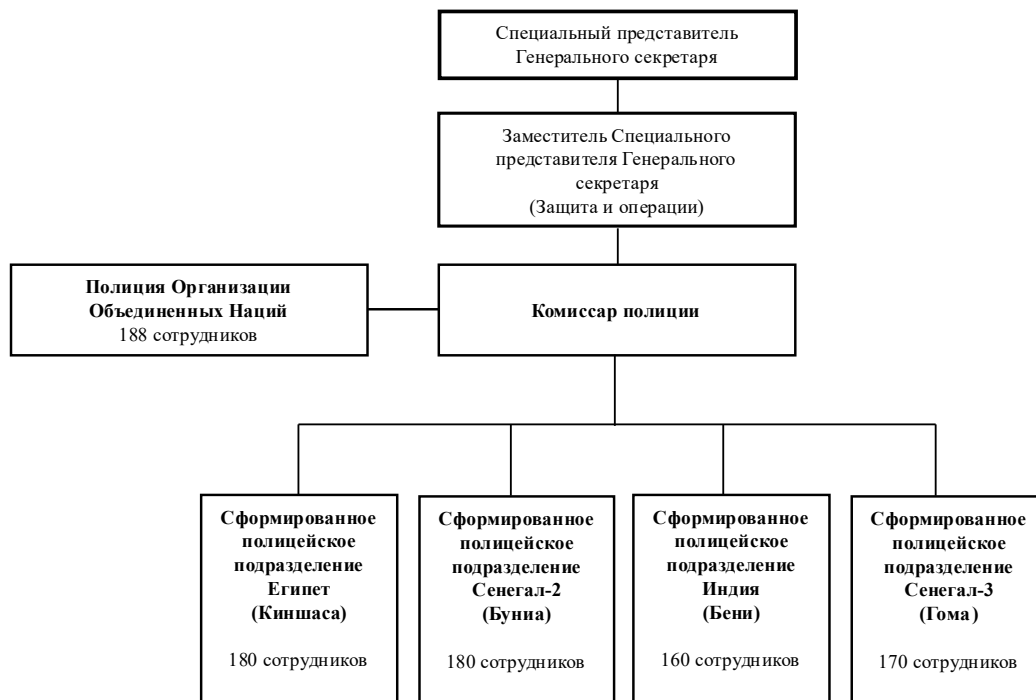 Специальный представитель
Генерального секретаря
Заместитель Специального
представителя Генерального
секретаря
(Защита и операции)
Полиция Организации
Объединенных Наций
188 сотрудников
Комиссар полиции
Сформированное
полицейское
подразделение
Египет
(Киншаса)
180 сотрудников
Сформированное
полицейское
подразделение
Сенегал-2
(Буниа)
180 сотрудников
Сформированное
полицейское
подразделение
Индия
(Бени)
160 сотрудников
Сформированное
полицейское
подразделение
Сенегал-3
(Гома)
170 сотрудников